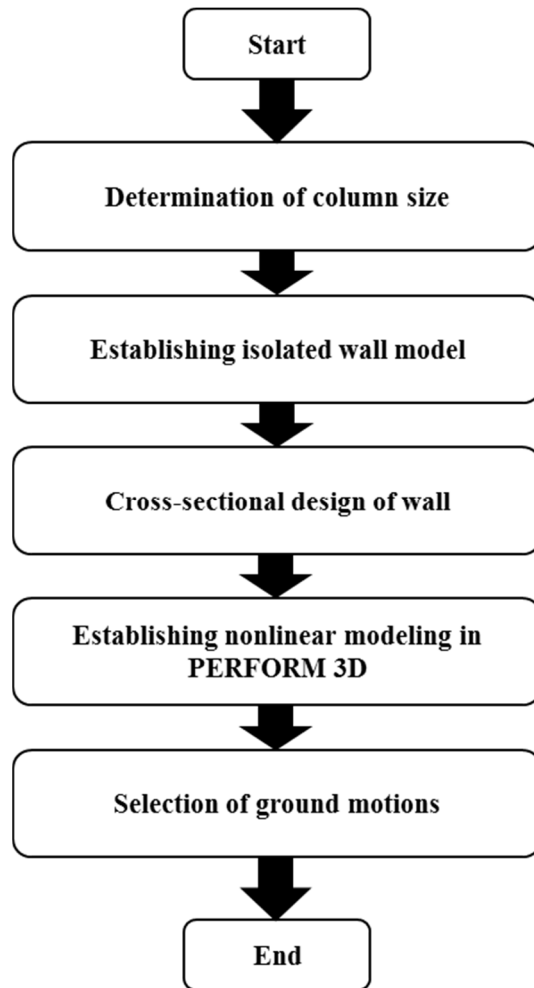 Start
Determination of column size
Establishing isolated wall model
Cross-sectional design of wall
Establishing nonlinear modeling in
PERFORM 3D
Selection of ground motions
End